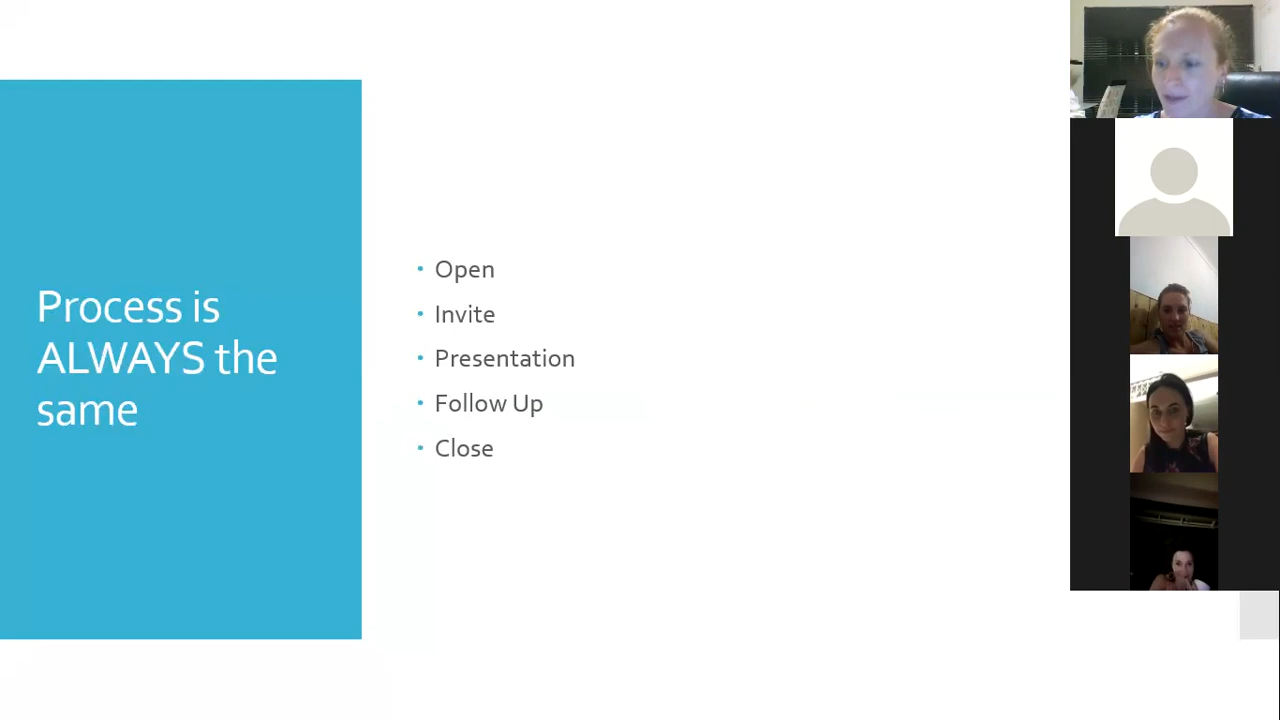 Process is
ALWAYS the
same
Open
Invite
Presentation
Follow Up
Close